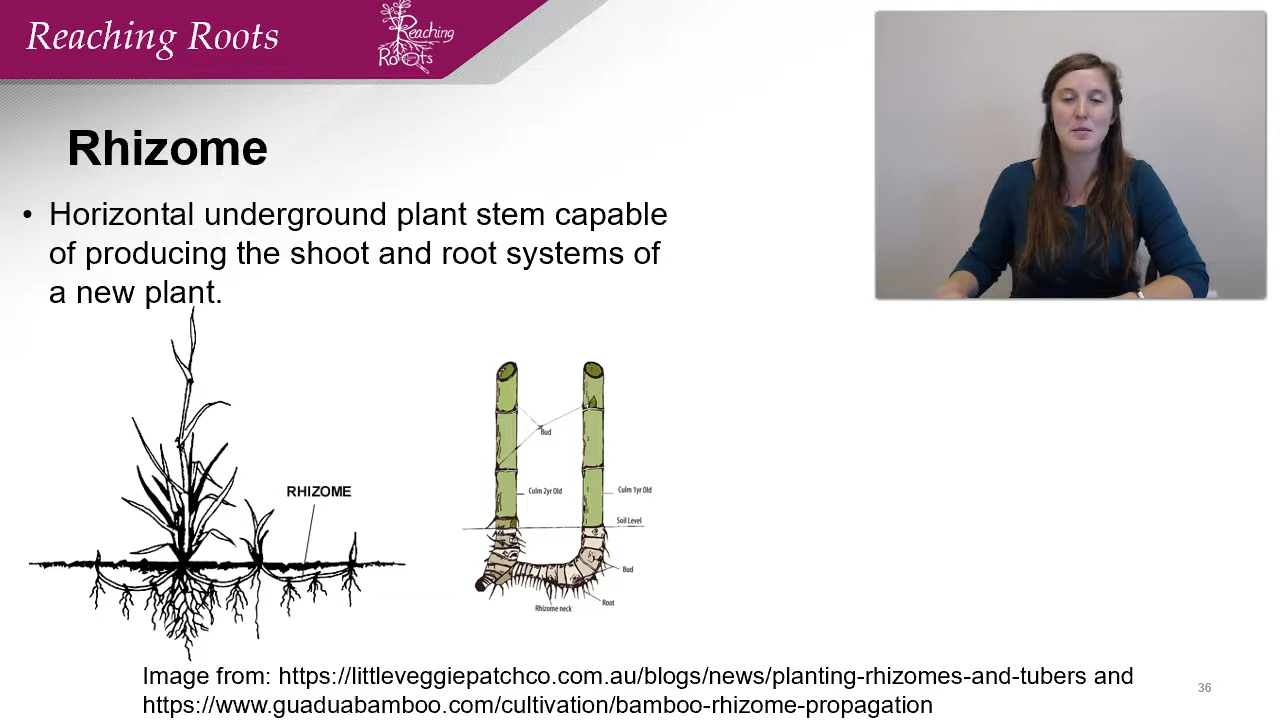 Reaching Roots
Reaching
Roots
Rhizome
• Horizontal underground plant stem capable
of producing the shoot and root systems of
a new plant.
RHIZOME
Bud
Culm 2yr Old
Culm 1yr Old
Soil Level
Bud
Root
Rhizome neck
Image from: https://littleveggiepatchco.com.au/blogs/news/planting-rhizomes-and-tubers and
https://www.guaduabamboo.com/cultivation/bamboo-rhizome-propagation
36